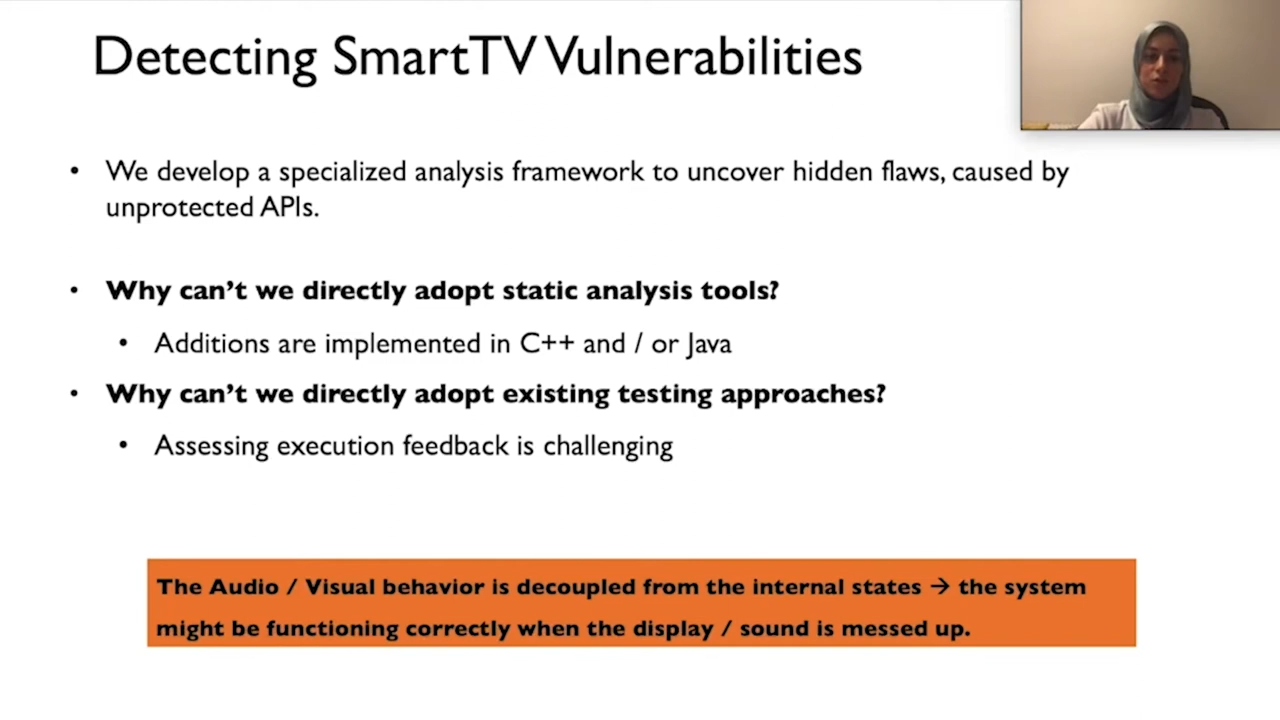 Detecting SmartTV Vulnerabilities
• We develop a specialized analysis framework to uncover hidden flaws, caused by
unprotected APIs.
• Why can’t we directly adopt static analysis tools?
• Additions are implemented in C++ and / or Java
• Why can’t we directly adopt existing testing approaches?
• Assessing execution feedback is challenging
The Audio / Visual behavior is decoupled from the internal states → the system
might be functioning correctly when the display / sound is messed up.